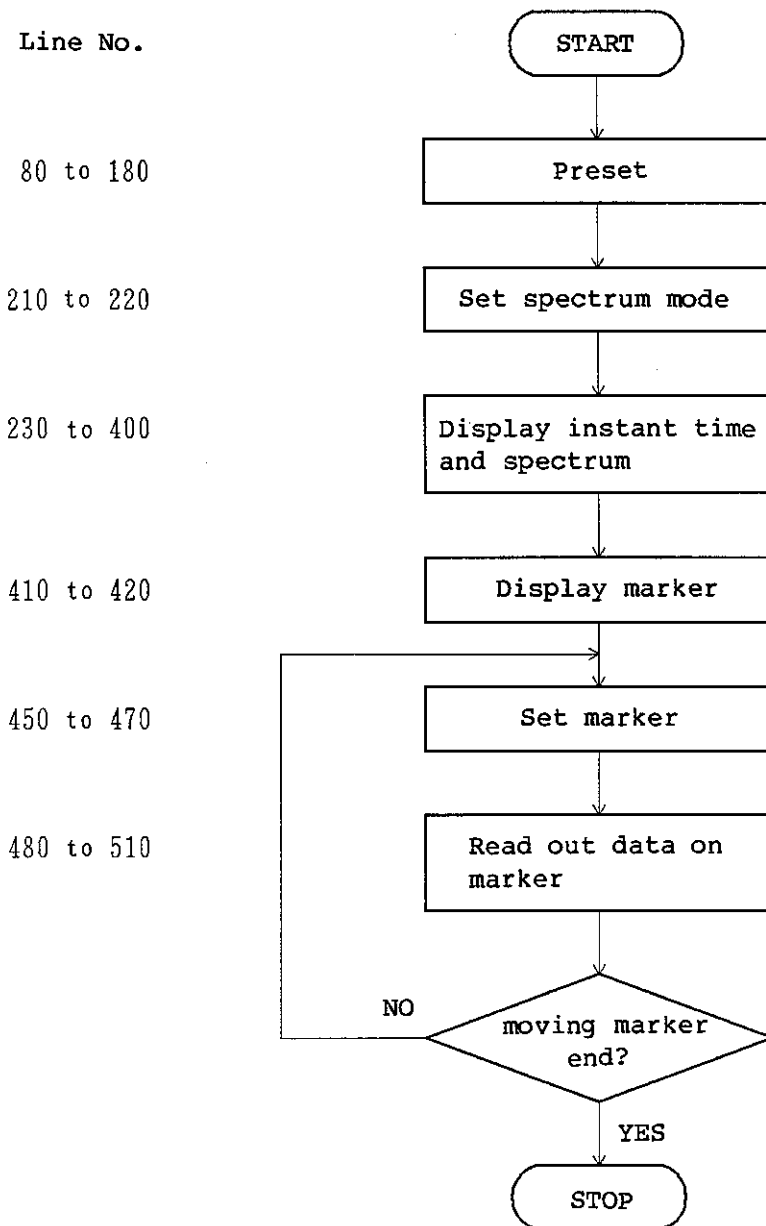 Line No.
START
80 to 180
Preset
210 to 220
Set spectrum mode
230 to 400
Display instant time
and spectrum
410 to 420
Display marker
450 to 470
Set marker
480 to 510
Read out data on
marker
NO
moving marker
end?
YES
STOP